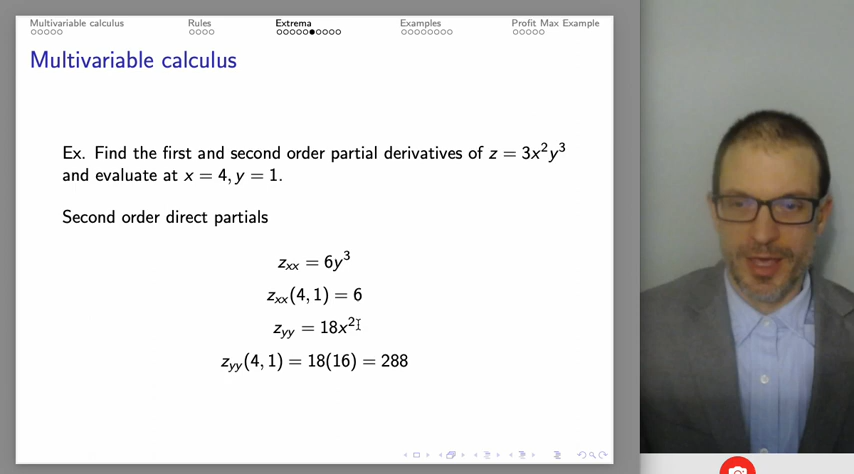 Multivariable calculus Rules Extrema Examples Profit Max Example
Multivariable calculus
Ex. Find the first and second order partial derivatives of z = 3x²y³
and evaluate at x = 4, y = 1.
Second order direct partials
z_xx = 6y³
z_xx(4, 1) = 6
z_yy = 18x²
z_yy(4, 1) = 18(16) = 288